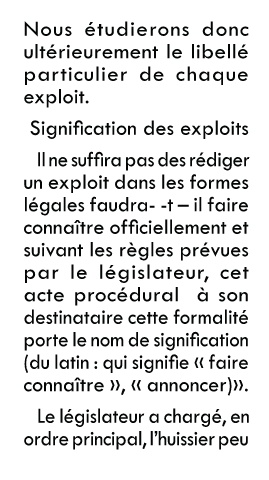 Nous étudierons donc
ultérieurement le libellé
particulier de chaque
exploit.
Signification des exploits
Il ne suffira pas des rédiger
un exploit dans les formes
légales faudra- -t – il faire
connaître officiellement et
suivant les règles prévues
par le législateur, cet
acte procédural à son
destinataire cette formalité
porte le nom de signification
(du latin : qui signifie « faire
connaître », « annoncer)».
Le législateur a chargé, en
ordre principal, l'huissier peu